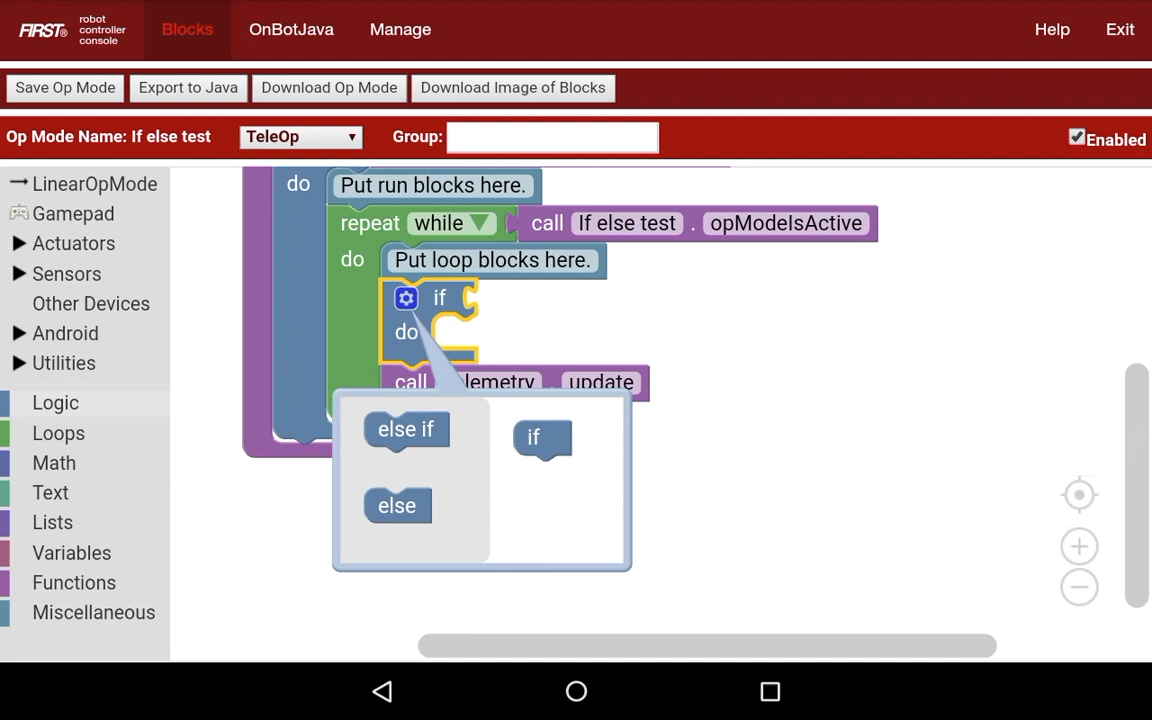 FIRST®
robot
controller
console
Blocks
OnBotJava
Manage
Help
Exit
Save Op Mode
Export to Java
Download Op Mode
Download Image of Blocks
Op Mode Name: If else test
TeleOp
Group:
Enabled
LinearOpMode
Gamepad
Actuators
Sensors
Other Devices
Android
Utilities
Logic
Loops
Math
Text
Lists
Variables
Functions
Miscellaneous
do
Put run blocks here.
repeat while call If else test . opModeIsActive
do
Put loop blocks here.
if
do
call lemetry . update
else if
if
else